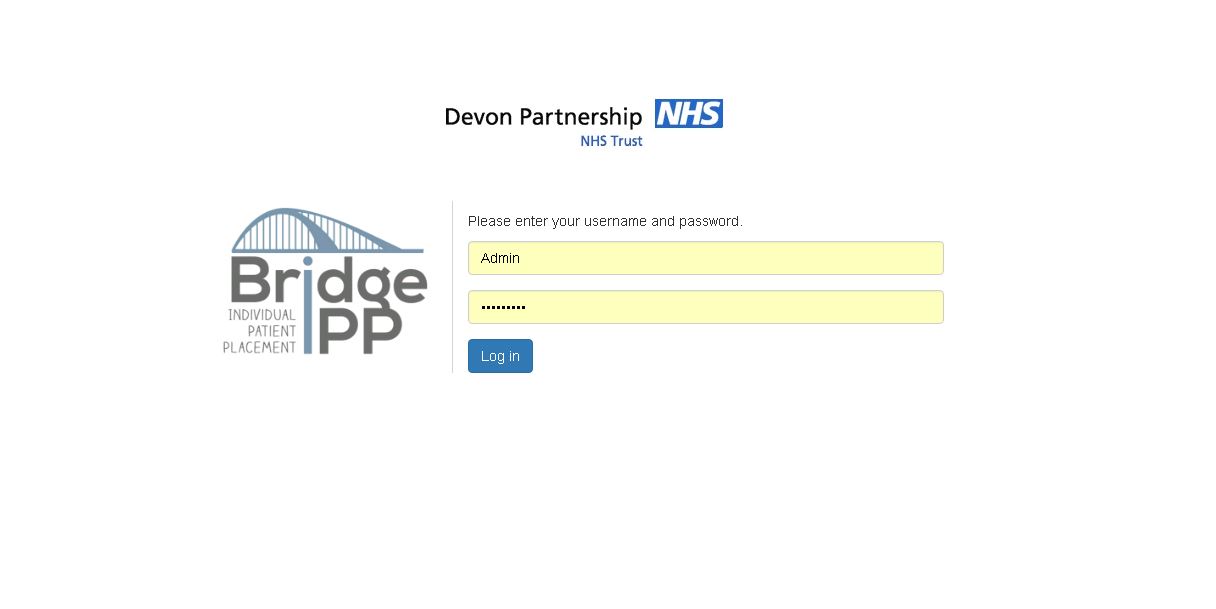 Devon Partnership NHS
NHS Trust
Bridge
INDIVIDUAL
PATIENT
PLACEMENT
IPP
Please enter your username and password.
Admin
•••••••••
Log in